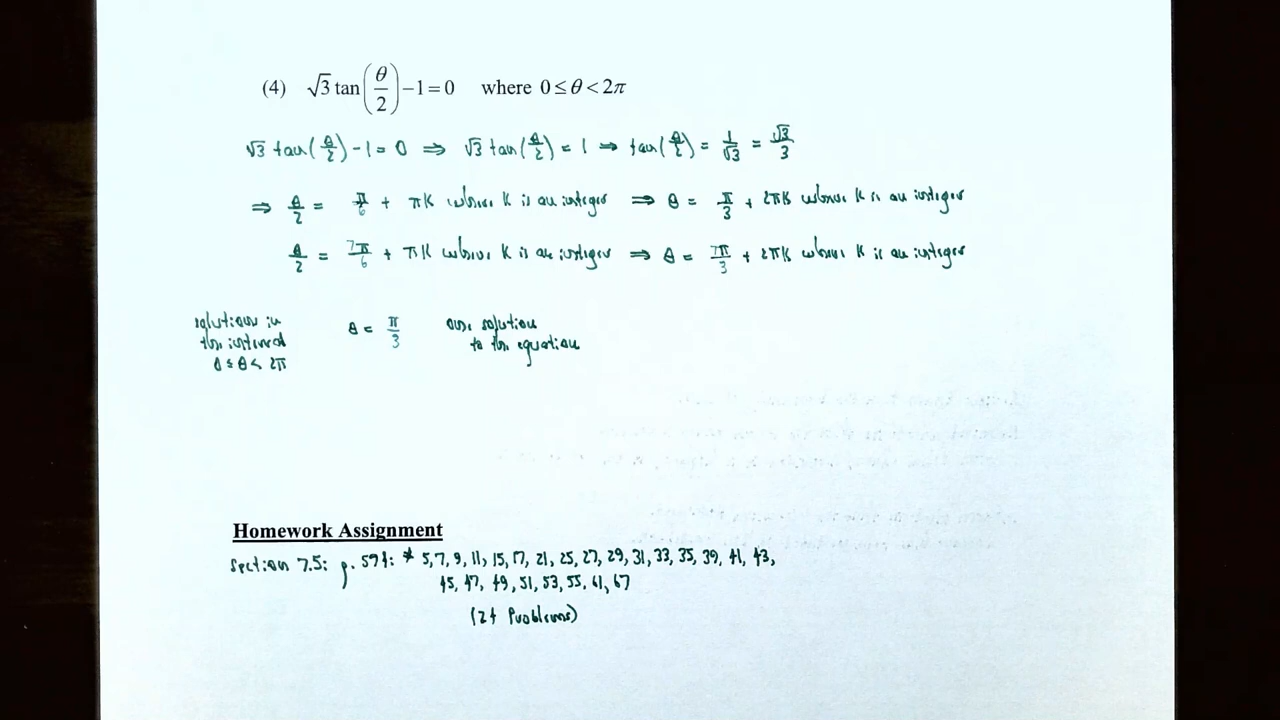 (4) √3 tan(θ/2) − 1 = 0 where 0 ≤ θ < 2π
√3 tan(θ/2) − 1 = 0 ⇒ √3 tan(θ/2) = 1 ⇒ tan(θ/2) = 1/√3 = √3/3
⇒ θ/2 = π/6 + πk where k is an integer ⇒ θ = π/3 + 2πk where k is an integer
θ/2 = 7π/6 + πk where k is an integer ⇒ θ = 7π/3 + 2πk where k is an integer
solutions in
the interval
0 ≤ θ < 2π
θ = π/3
one solution
to the equation
Homework Assignment
Section 7.5: p. 594: * 5, 7, 9, 11, 15, 17, 21, 25, 27, 29, 31, 33, 35, 39, 41, 43,
45, 47, 49, 51, 53, 55, 61, 67
(24 Problems)